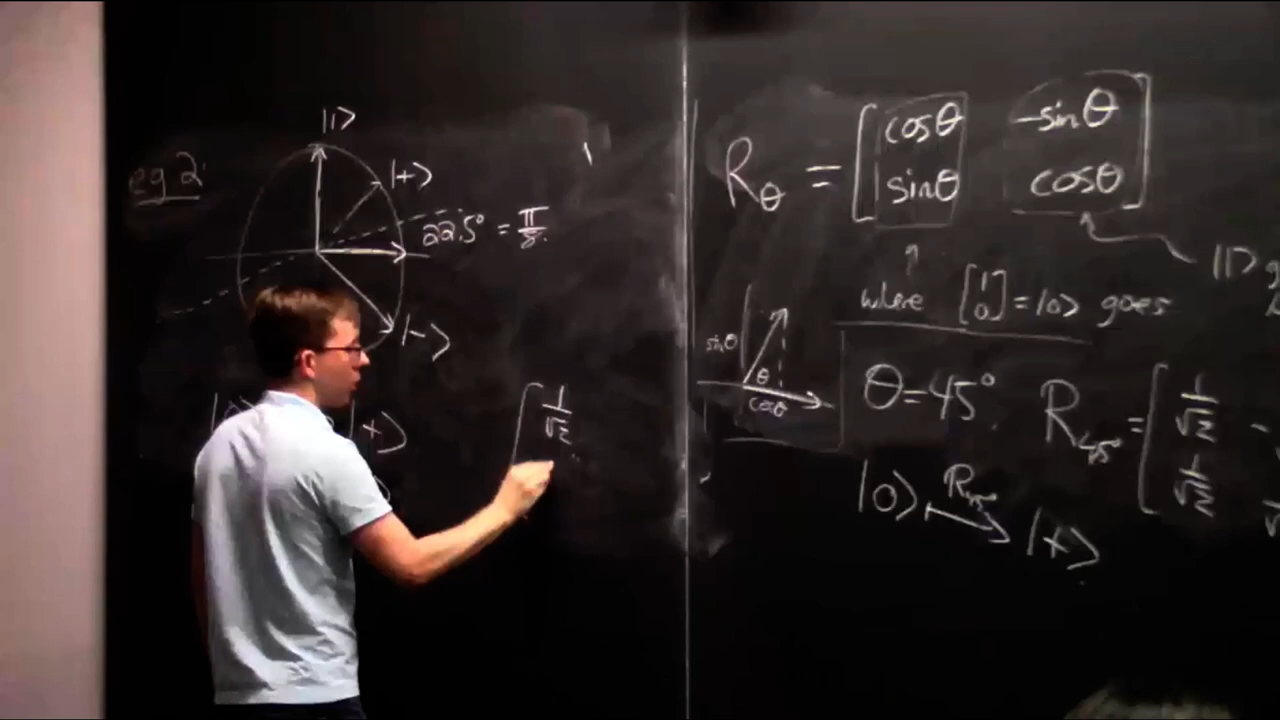 eg 2:
|1>
|+>
22.5° = π/8.
|->
|+>
[ 1/√2
R_θ = [ cosθ -sinθ
sinθ cosθ ]
|1>
where [1 0] = |0> goes
sinθ
θ
cosθ
θ=45° R_45° = [ 1/√2 -
1/√2
|0> ↦ |+>